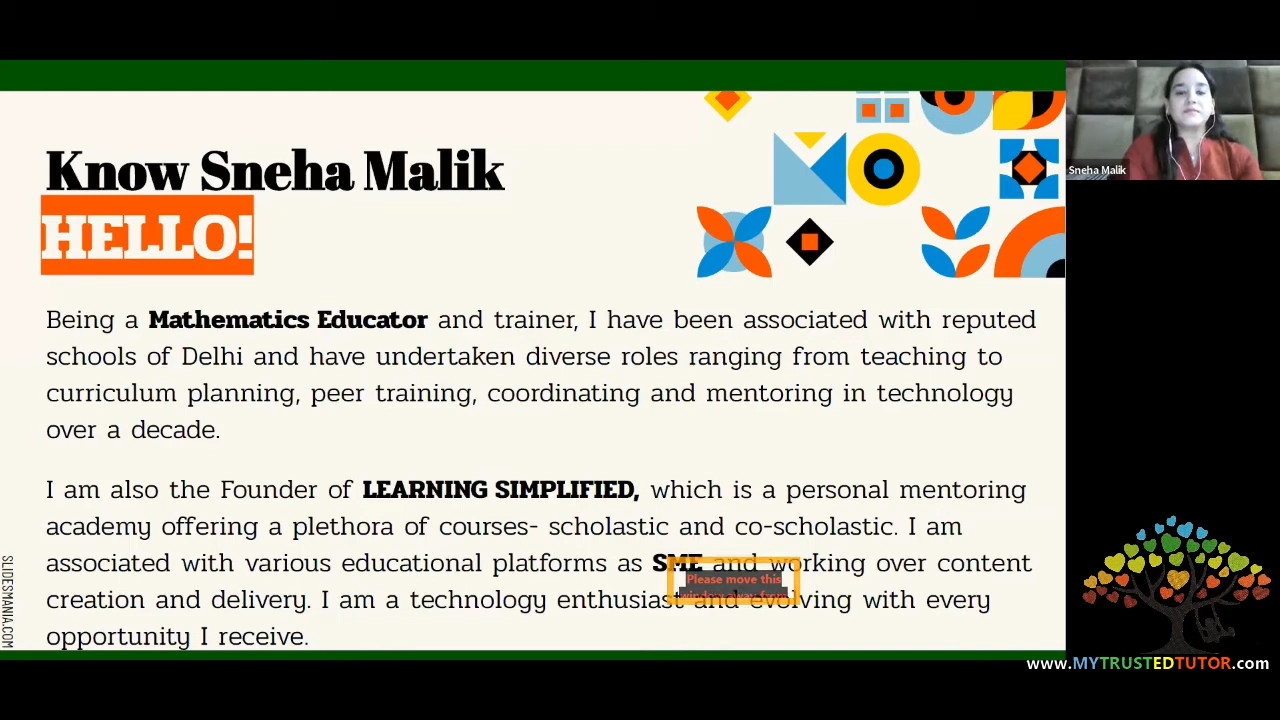 Know Sneha Malik
HELLO!
Being a Mathematics Educator and trainer, I have been associated with reputed
schools of Delhi and have undertaken diverse roles ranging from teaching to
curriculum planning, peer training, coordinating and mentoring in technology
over a decade.
I am also the Founder of LEARNING SIMPLIFIED, which is a personal mentoring
academy offering a plethora of courses- scholastic and co-scholastic. I am
associated with various educational platforms as SME and working over content
creation and delivery. I am a technology enthusiast and evolving with every
opportunity I receive.
Please move this
window away from
SLIDESMANIA.COM
Sneha Malik
www.MYTRUSTEDTUTOR.com